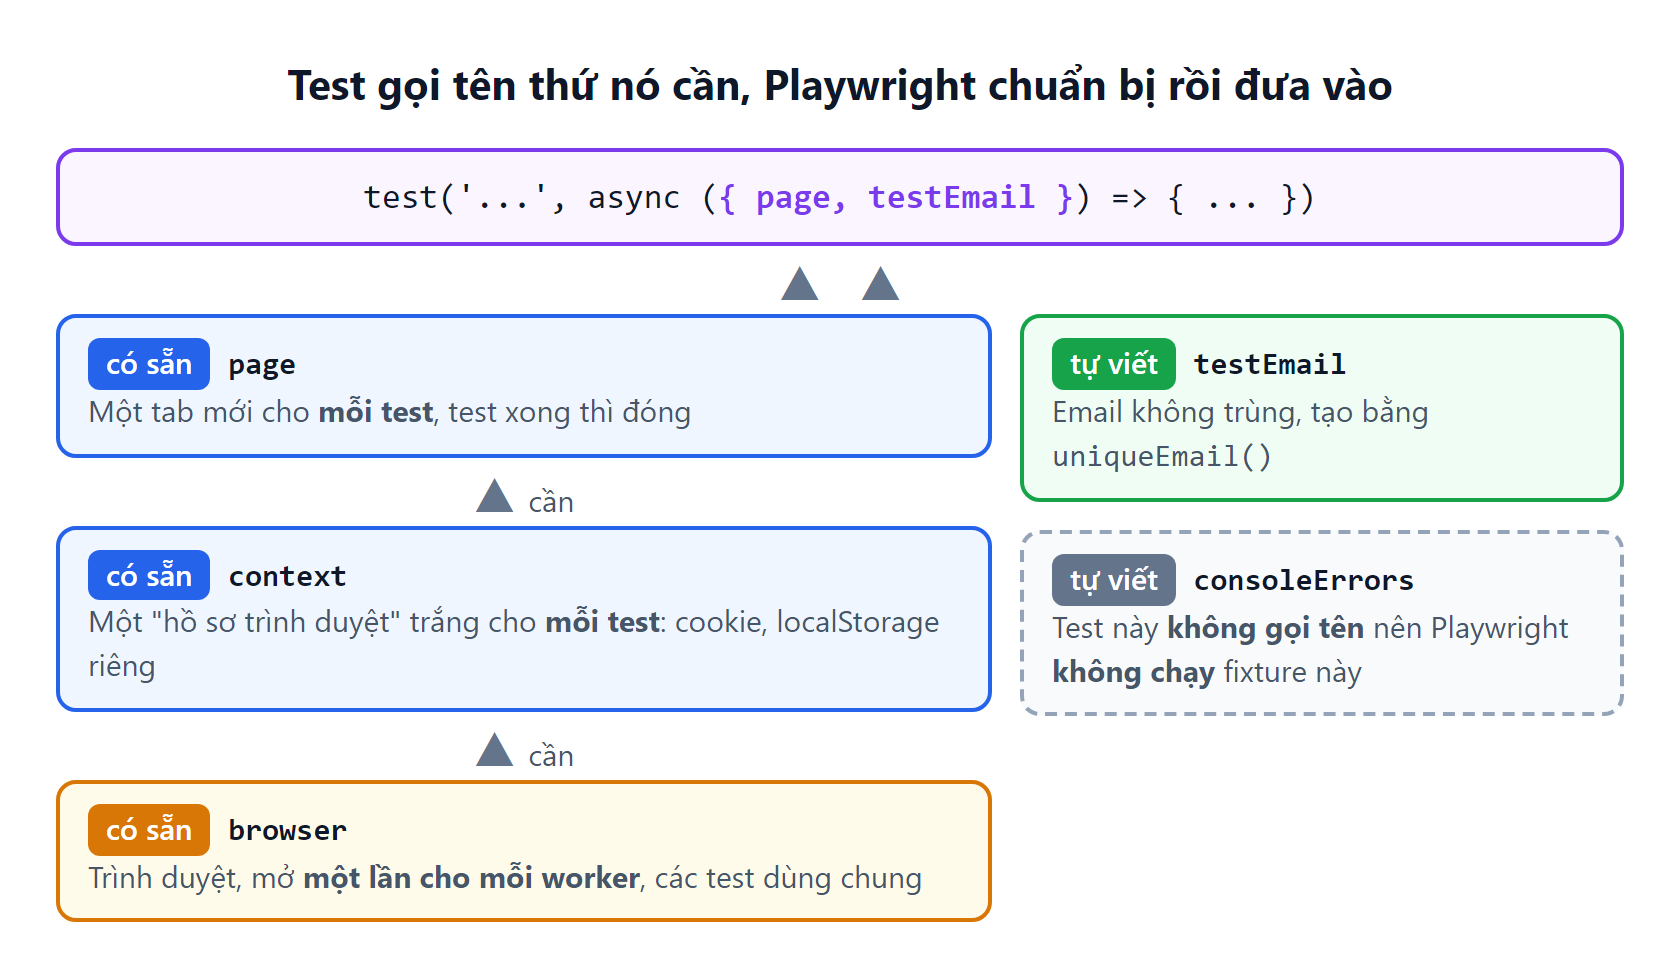 Test gọi tên thứ nó cần, Playwright chuẩn bị rồi đưa vào
test('...', async ({ page, testEmail }) => { ... })
có sẵn page
Một tab mới cho mỗi test, test xong thì đóng
cần
có sẵn context
Một "hồ sơ trình duyệt" trắng cho mỗi test: cookie, localStorage
riêng
cần
có sẵn browser
Trình duyệt, mở một lần cho mỗi worker, các test dùng chung
tự viết testEmail
Email không trùng, tạo bằng
uniqueEmail()
tự viết consoleErrors
Test này không gọi tên nên Playwright
không chạy fixture này